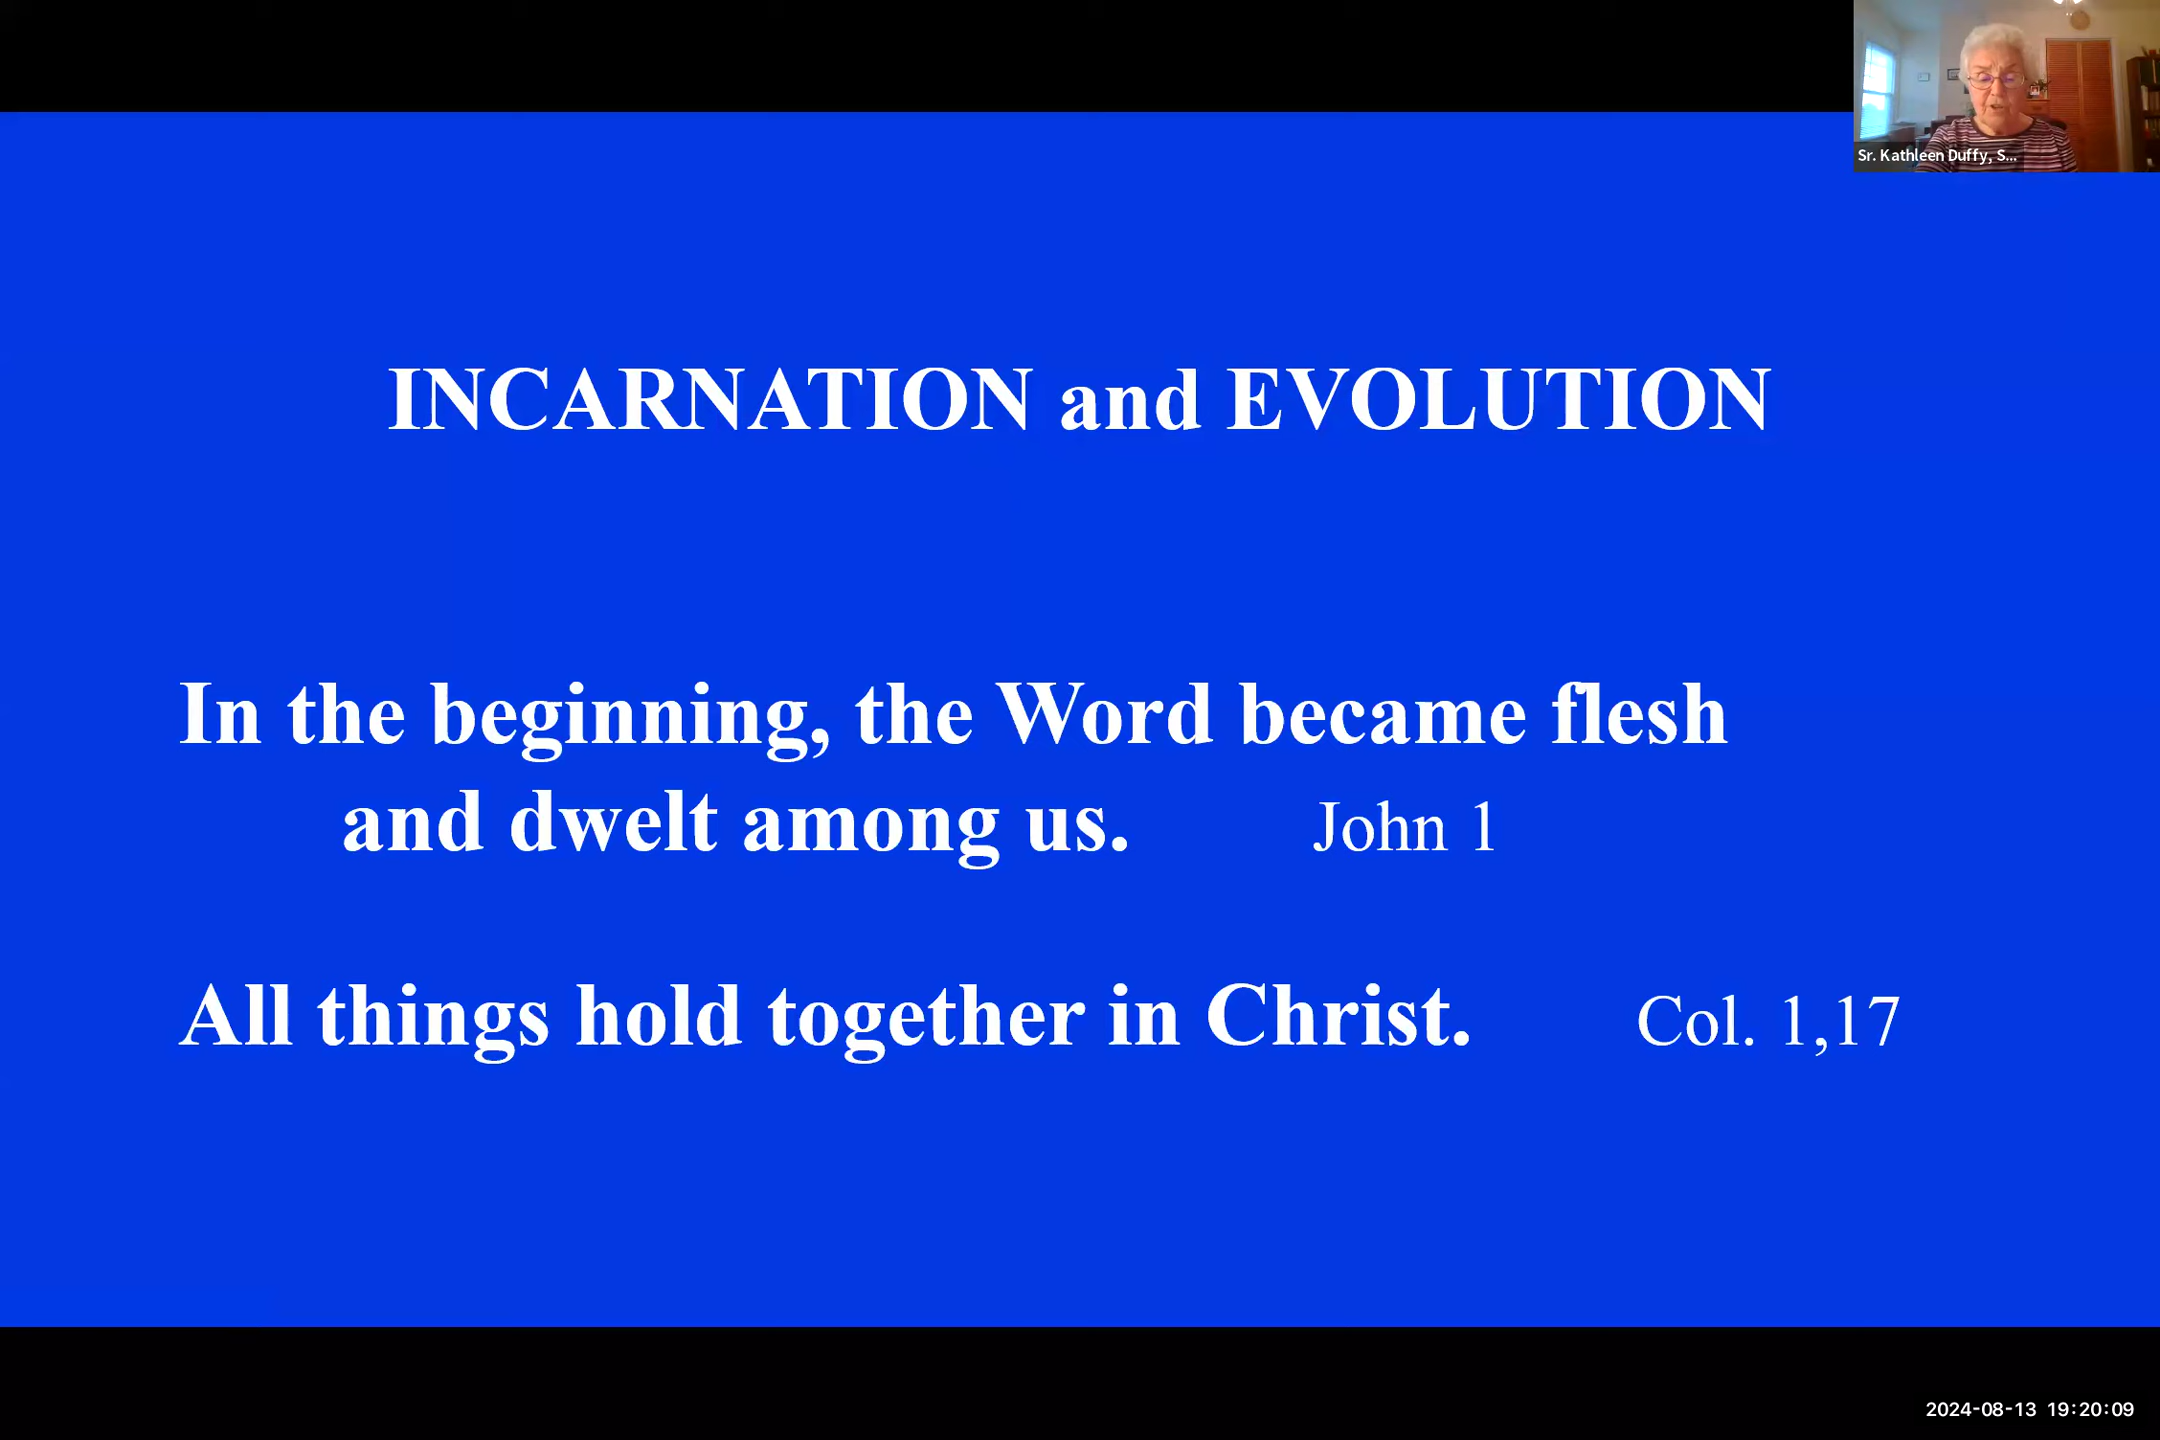 Sr. Kathleen Duffy, S...
INCARNATION and EVOLUTION
In the beginning, the Word became flesh
and dwelt among us. John 1
All things hold together in Christ. Col. 1,17
2024-08-13 19:20:09